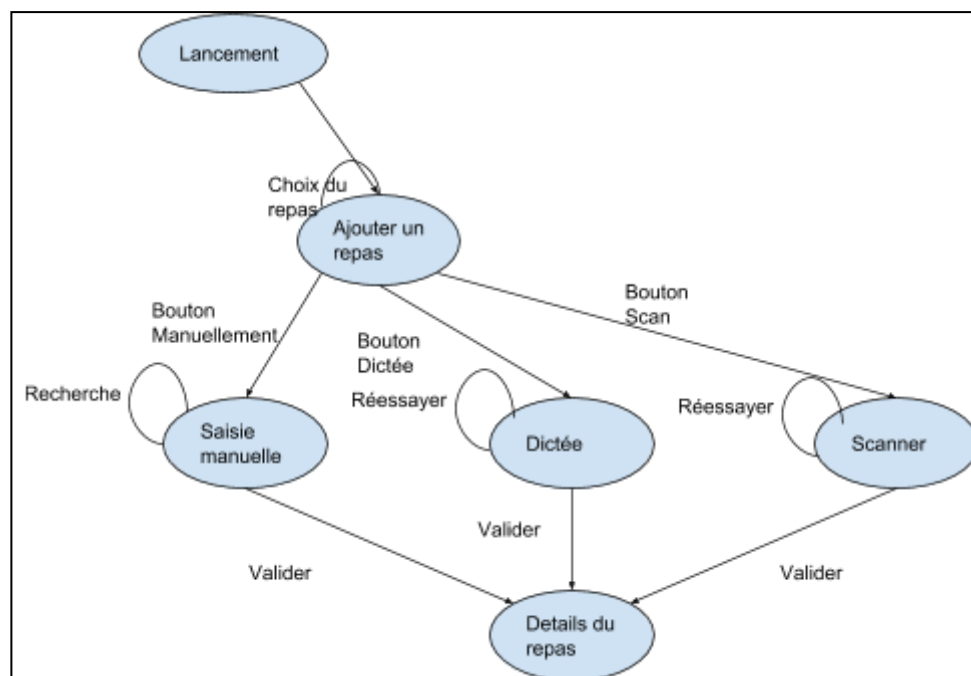 Lancement
Choix du
repas
Ajouter un
repas
Bouton
Manuellement
Bouton
Dictée
Bouton
Scan
Recherche
Saisie
manuelle
Réessayer
Dictée
Réessayer
Scanner
Valider
Valider
Valider
Details du
repas